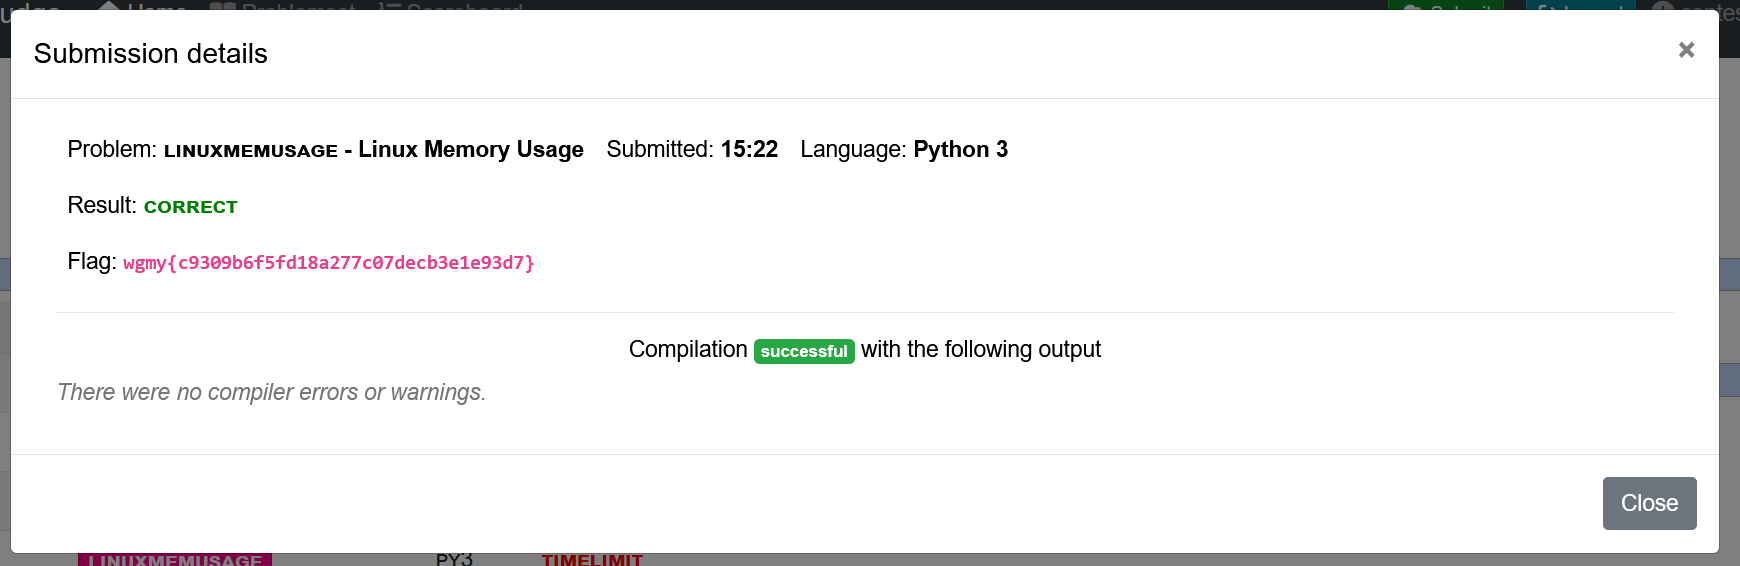 Submission details ×
Problem: LINUXMEMUSAGE - Linux Memory Usage Submitted: 15:22 Language: Python 3
Result: CORRECT
Flag: wgmy{c9309b6f5fd18a277c07decb3e1e93d7}
Compilation successful with the following output
There were no compiler errors or warnings.
Close
LINUXMEMUSAGE PY3 TIMELIMIT